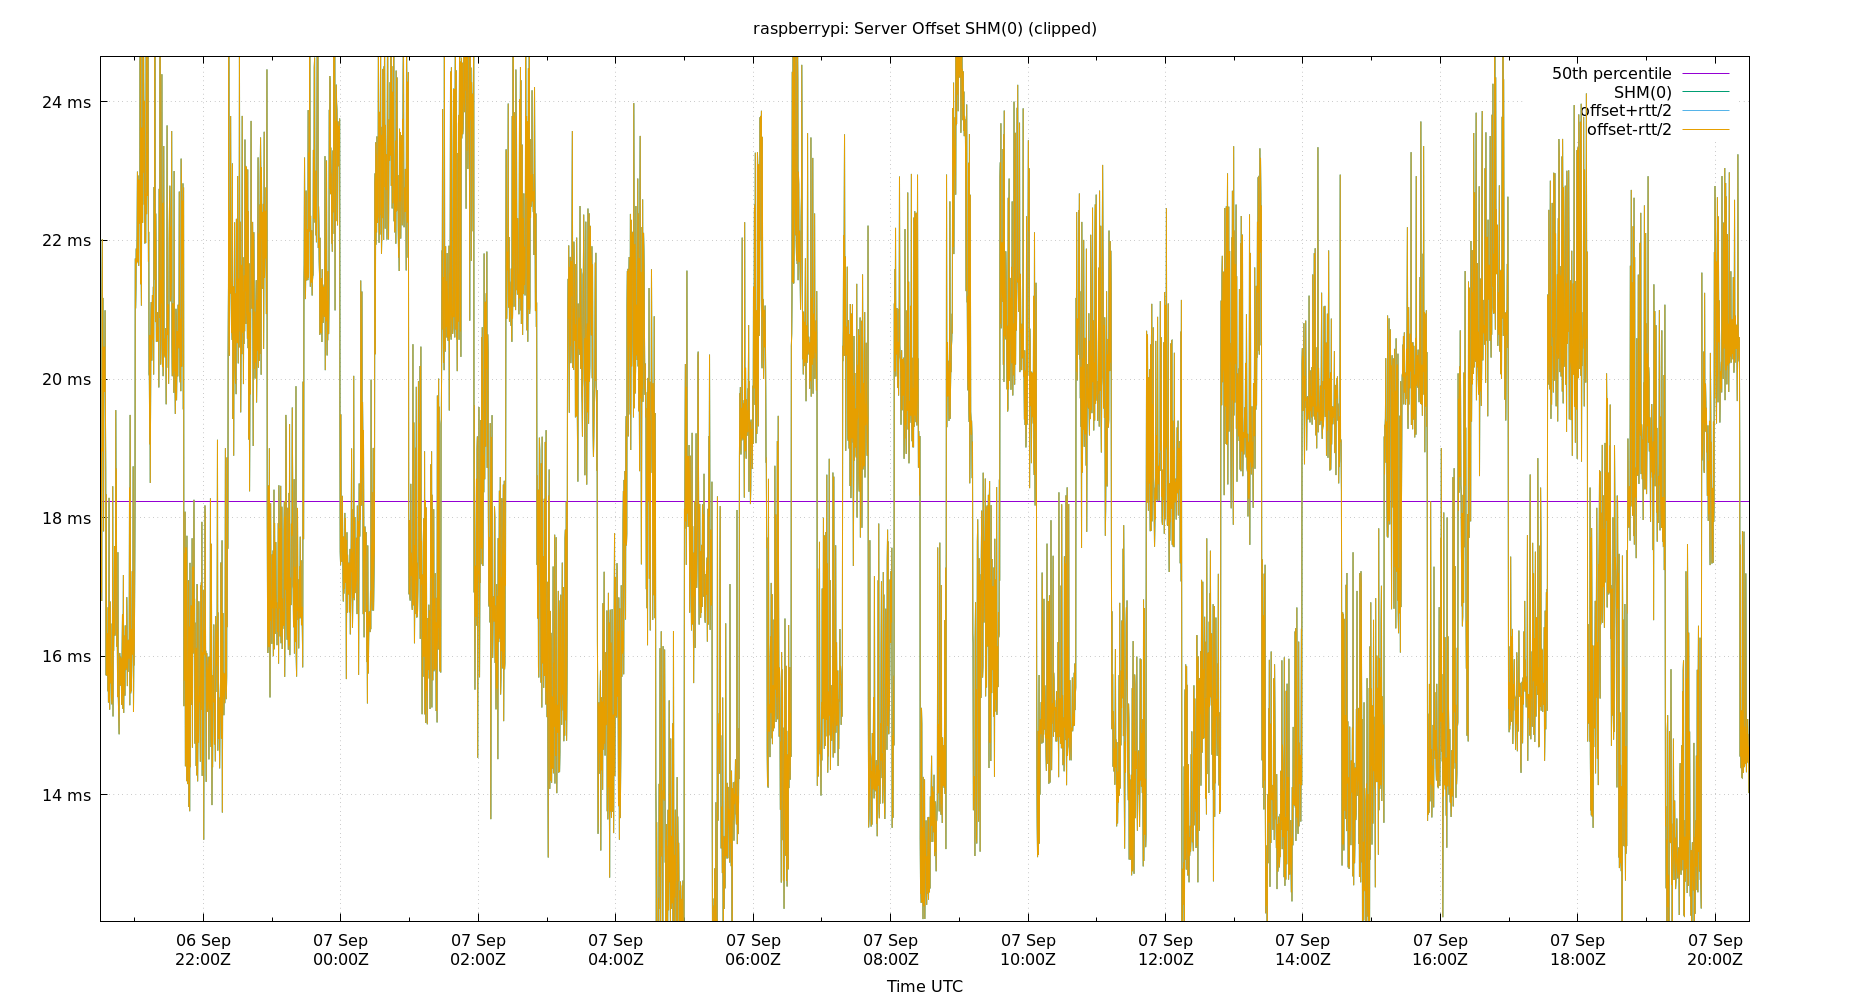 raspberrypi: Server Offset SHM(0) (clipped)
50th percentile
SHM(0)
offset+rtt/2
offset-rtt/2
24 ms
22 ms
20 ms
18 ms
16 ms
14 ms
06 Sep 07 Sep 07 Sep 07 Sep 07 Sep 07 Sep 07 Sep 07 Sep 07 Sep 07 Sep 07 Sep 07 Sep
22:00Z 00:00Z 02:00Z 04:00Z 06:00Z 08:00Z 10:00Z 12:00Z 14:00Z 16:00Z 18:00Z 20:00Z
Time UTC